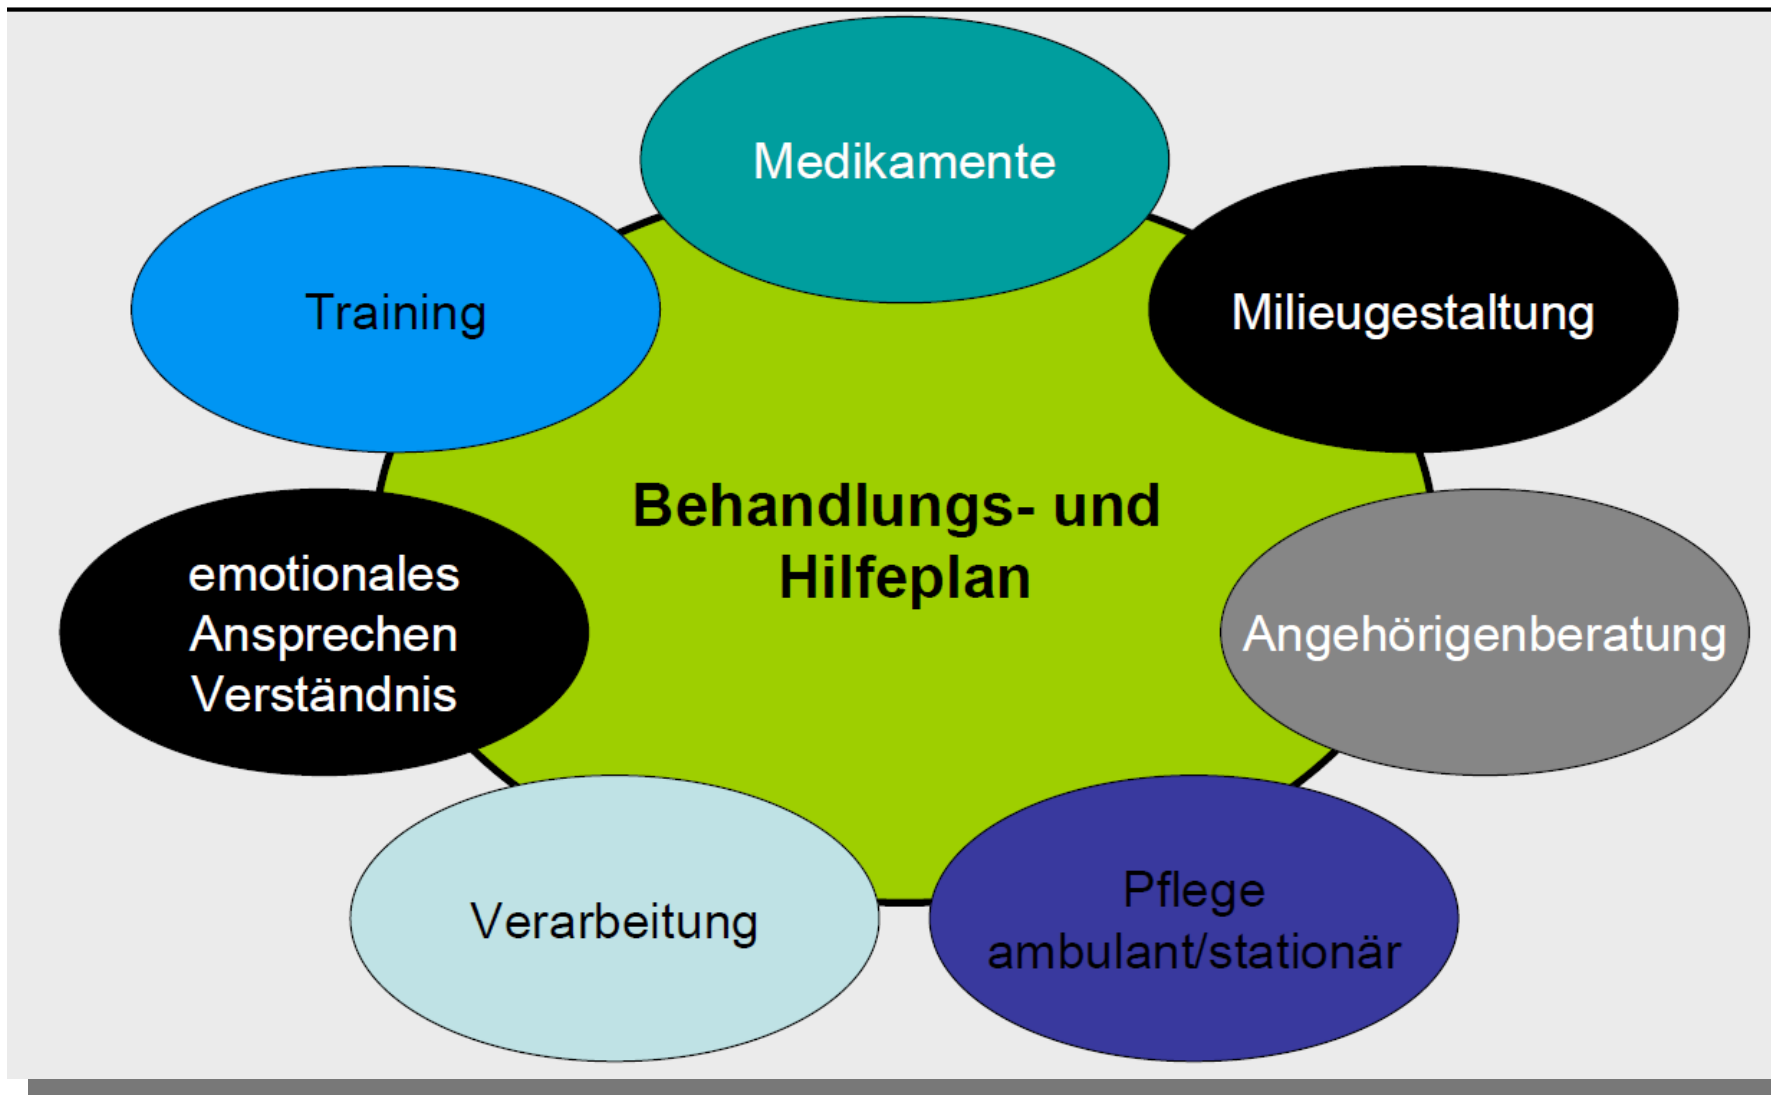 Medikamente
Training
Milieugestaltung
Behandlungs- und
Hilfeplan
emotionales
Ansprechen
Verständnis
Angehörigenberatung
Verarbeitung
Pflege
ambulant/stationär